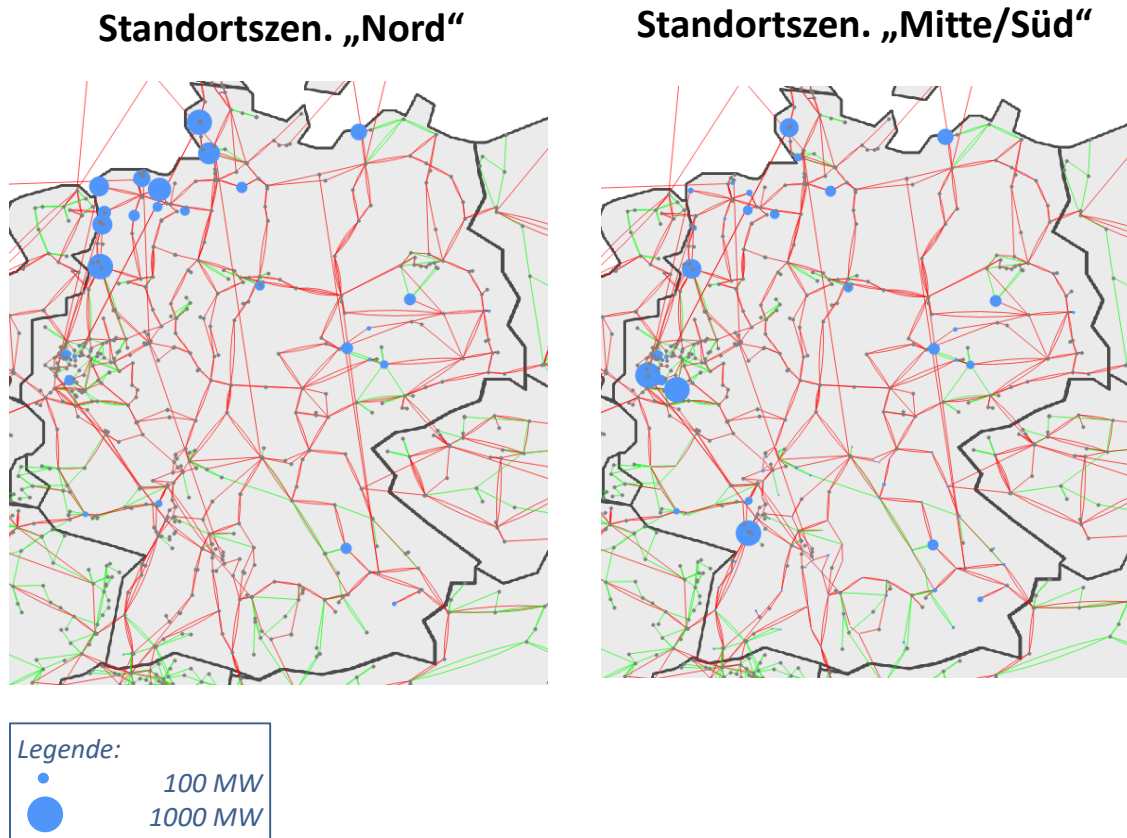 Standortszen. „Nord“
Standortszen. „Mitte/Süd“
Legende:
100 MW
1000 MW